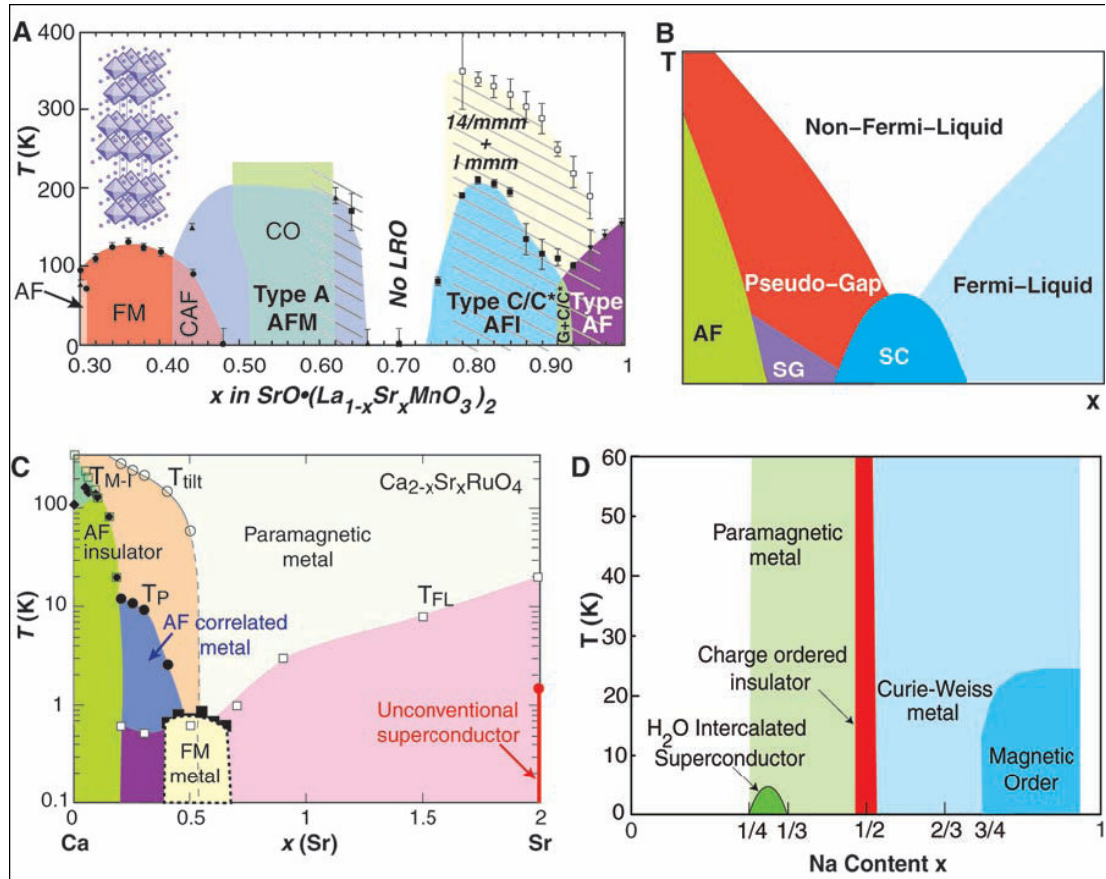 A
400
300
200
100
0
T (K)
14/mmm
+
I mmm
CO
No LRO
AF
FM
CAF
Type A
AFM
Type C/C*
AFI
G+C/C*
Type
AF
0.30 0.40 0.50 0.60 0.70 0.80 0.90 1
x in SrO•(La1-xSrxMnO3)2
B
T
Non–Fermi–Liquid
Pseudo-Gap
Fermi–Liquid
AF
SG
SC
x
C
TM-I
Ttilt
Ca2-xSrxRuO4
100
AF
insulator
Paramagnetic
metal
T (K)
10
TP
TFL
AF correlated
metal
1
Unconventional
superconductor
FM
metal
0.1
0.5 1 1.5 2
Ca x (Sr) Sr
D
60
50
40
30
20
10
0
T (K)
Paramagnetic
metal
Charge ordered
insulator
Curie-Weiss
metal
H2O Intercalated
Superconductor
Magnetic
Order
0 1/4 1/3 1/2 2/3 3/4 1
Na Content x